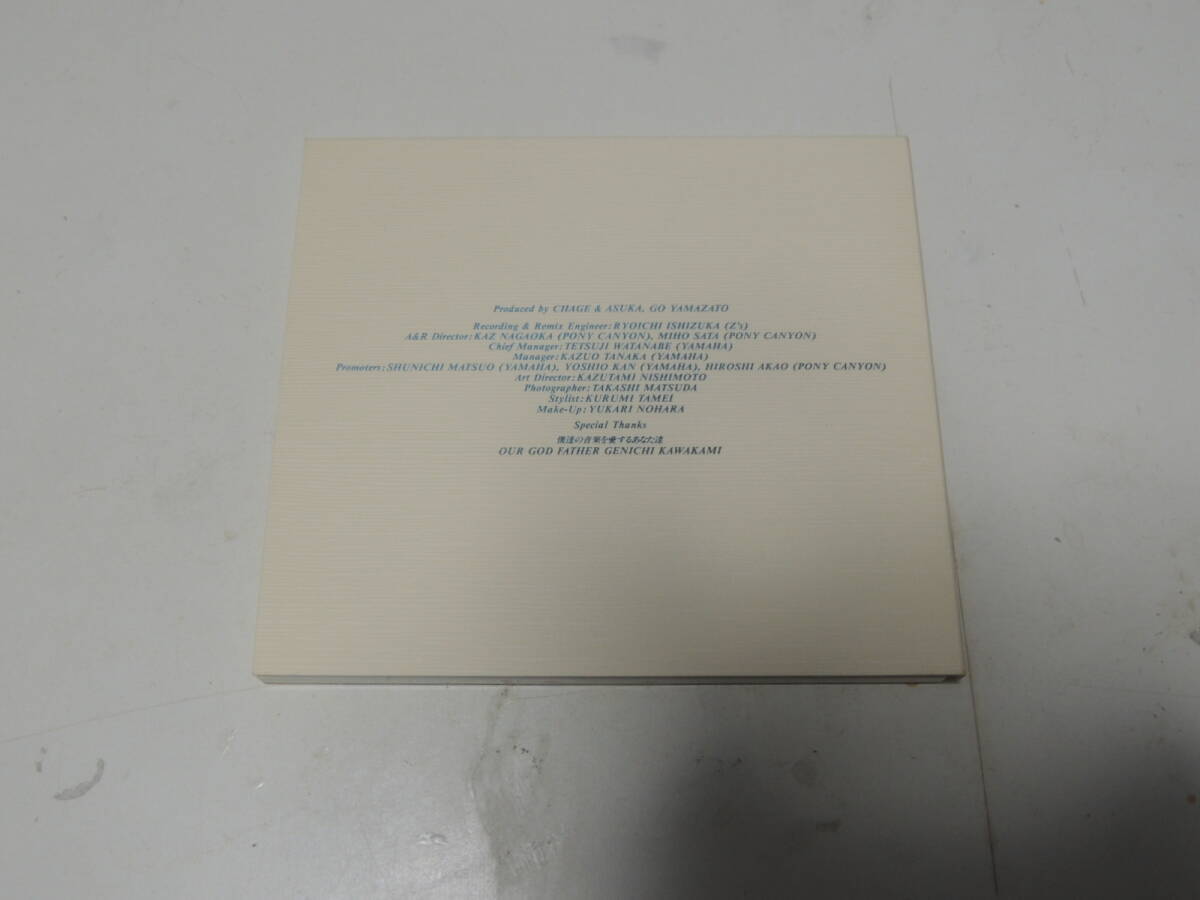 Produced by CHAGE & ASUKA, GO YAMAZATO
Recording & Remix Engineer:RYOICHI ISHIZUKA (Z's)
A&R Director:KAZ NAGAOKA (PONY CANYON), MIHO SATA (PONY CANYON)
Chief Manager:TETSUJI WATANABE (YAMAHA)
Manager:KAZUO TANAKA (YAMAHA)
Promoters:SHUNICHI MATSUO (YAMAHA), YOSHIO KAN (YAMAHA), HIROSHI AKAO (PONY CANYON)
Art Director:KAZUTAMI NISHIMOTO
Photographer:TAKASHI MATSUDA
Stylist:KURUMI TAMEI
Make-Up:YUKARI NOHARA
Special Thanks
僕達の音楽を愛するあなた達
OUR GOD FATHER GENICHI KAWAKAMI